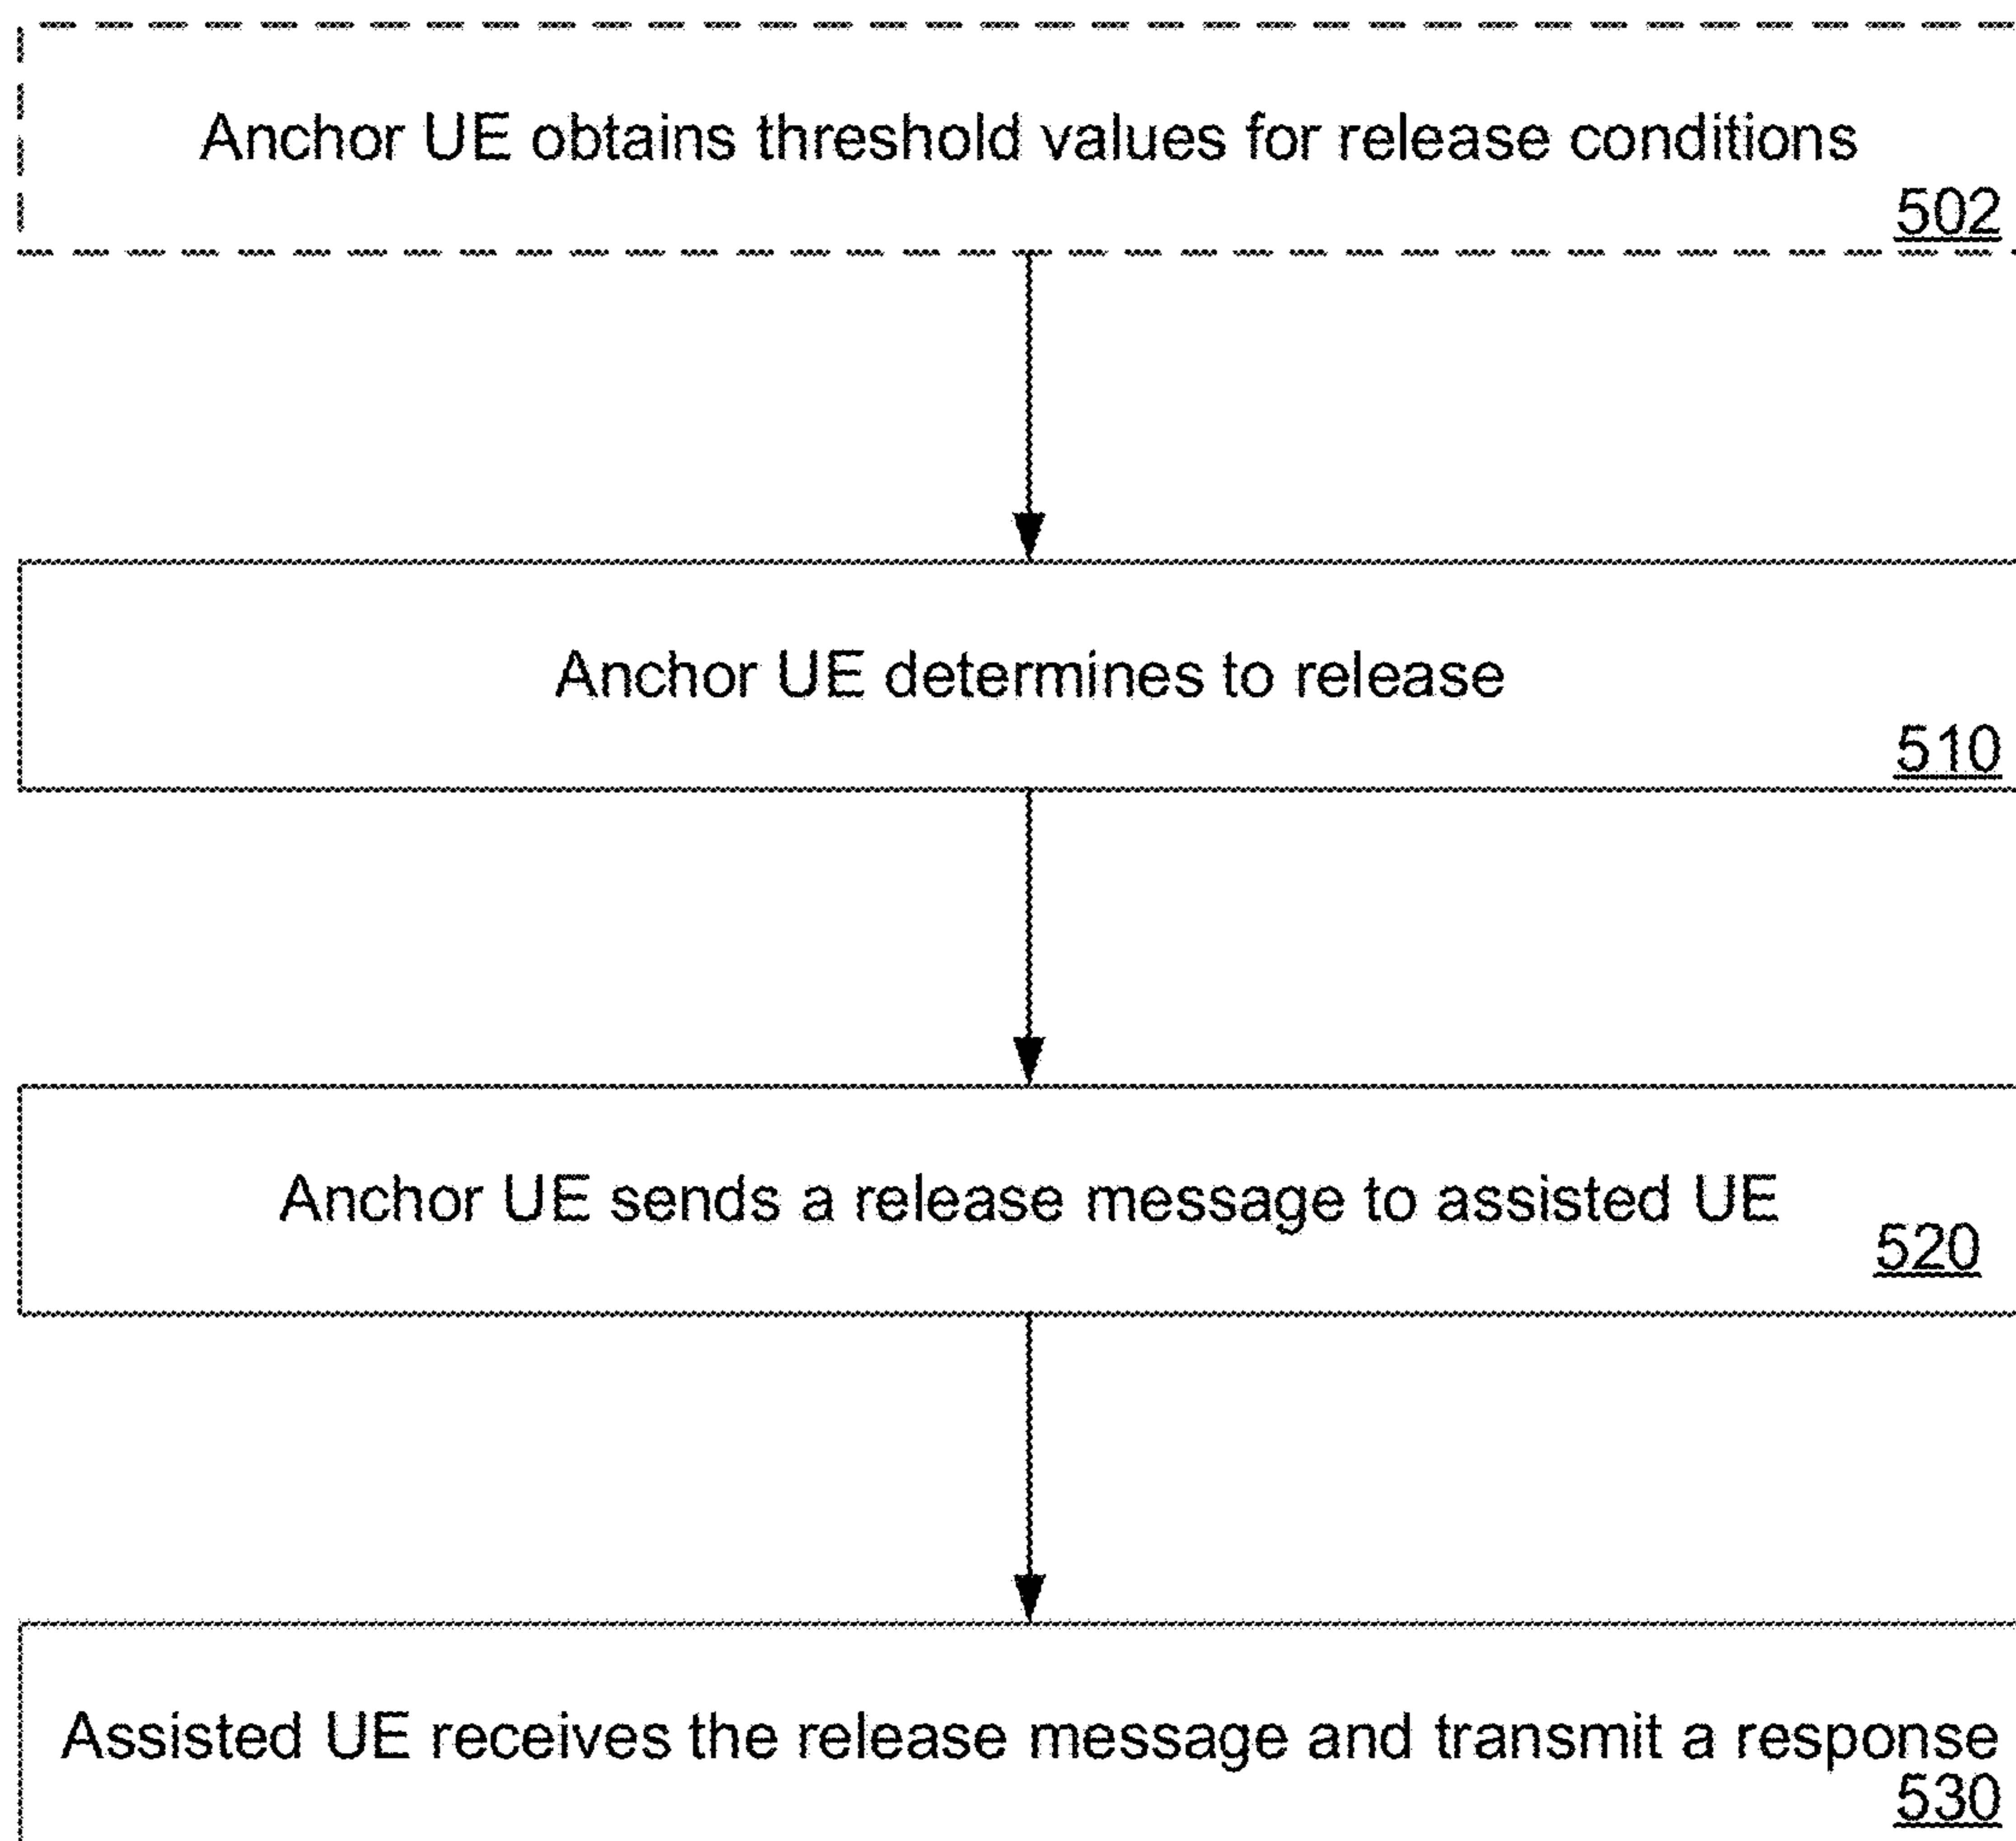 Anchor UE obtains threshold values for release conditions
502
Anchor UE determines to release
510
Anchor UE sends a release message to assisted UE
520
Assisted UE receives the release message and transmit a response
530